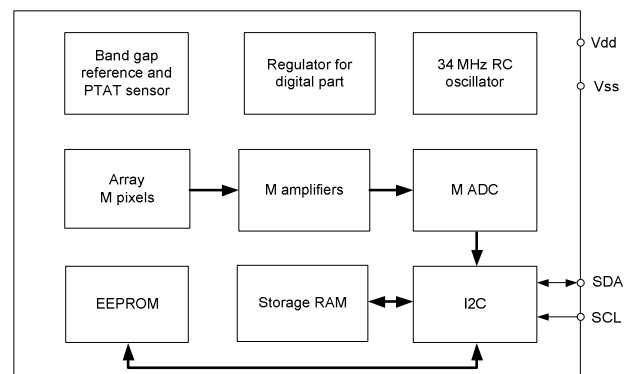 Band gap
reference and
PTAT sensor
Regulator for
digital part
34 MHz RC
oscillator
Vdd
Vss
Array
M pixels
M amplifiers
M ADC
EEPROM
Storage RAM
I2C
SDA
SCL